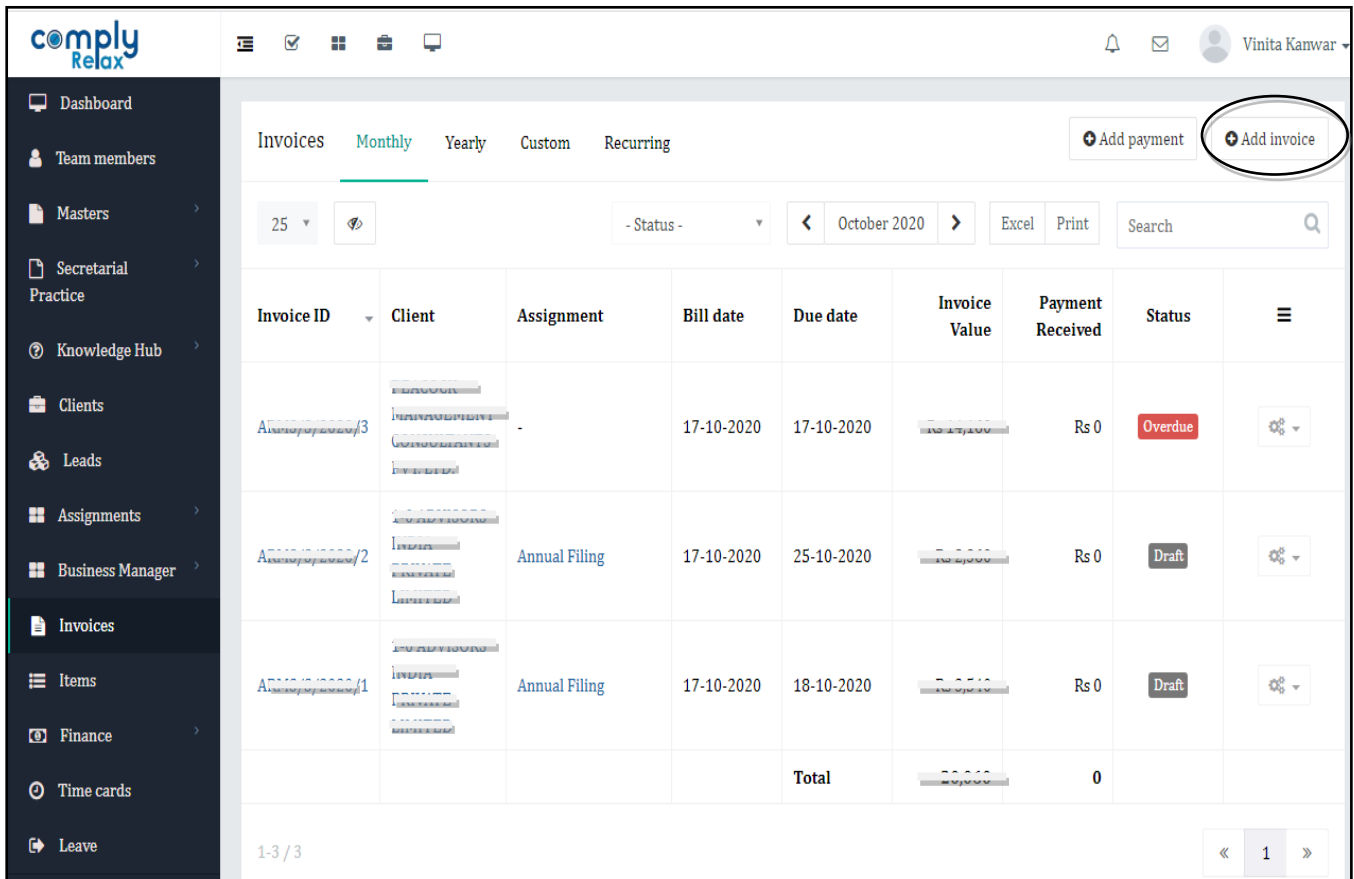 comply
Relax
Vinita Kanwar
Dashboard
Team members
Masters
Secretarial
Practice
Knowledge Hub
Clients
Leads
Assignments
Business Manager
Invoices
Items
Finance
Time cards
Leave
Invoices Monthly Yearly Custom Recurring Add payment Add invoice
25 - Status - October 2020 Excel Print Search
Invoice ID Client Assignment Bill date Due date Invoice Value Payment Received Status
- 17-10-2020 17-10-2020 Rs 0 Overdue
Annual Filing 17-10-2020 25-10-2020 Rs 0 Draft
Annual Filing 17-10-2020 18-10-2020 Rs 0 Draft
Total 0
1-3 / 3
« 1 »